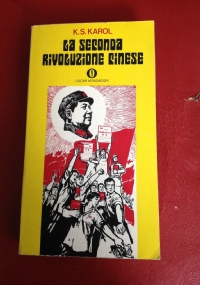 K.S. KAROL
LA SECONDA
RIVOLUZIONE CINESE
OSCAR MONDADORI